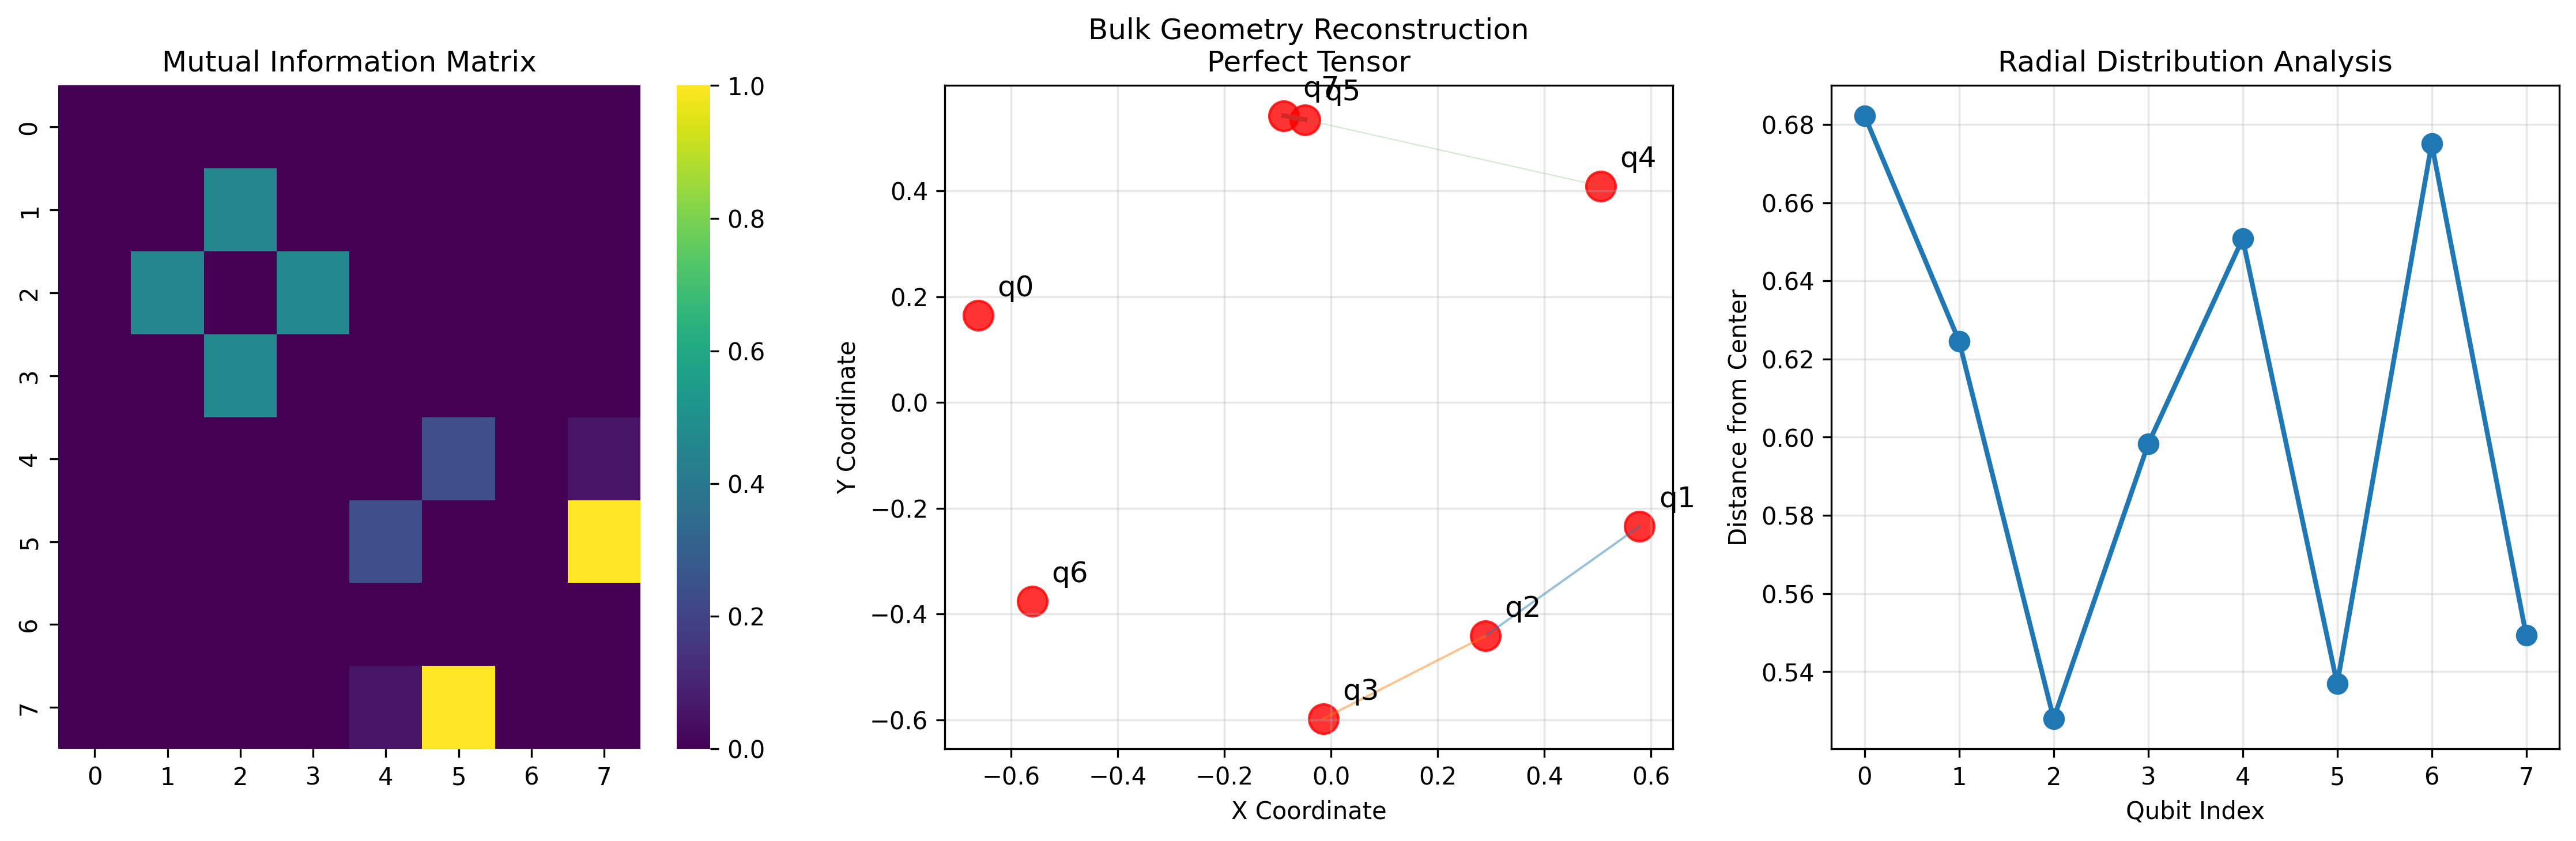 Mutual Information Matrix
0
1
2
3
4
5
6
7
0 1 2 3 4 5 6 7
1.0
0.8
0.6
0.4
0.2
0.0
Bulk Geometry Reconstruction
Perfect Tensor
Y Coordinate
0.4
0.2
0.0
−0.2
−0.4
−0.6
q7
q5
q4
q0
q1
q6
q2
q3
−0.6 −0.4 −0.2 0.0 0.2 0.4 0.6
X Coordinate
Radial Distribution Analysis
Distance from Center
0.68
0.66
0.64
0.62
0.60
0.58
0.56
0.54
0 1 2 3 4 5 6 7
Qubit Index